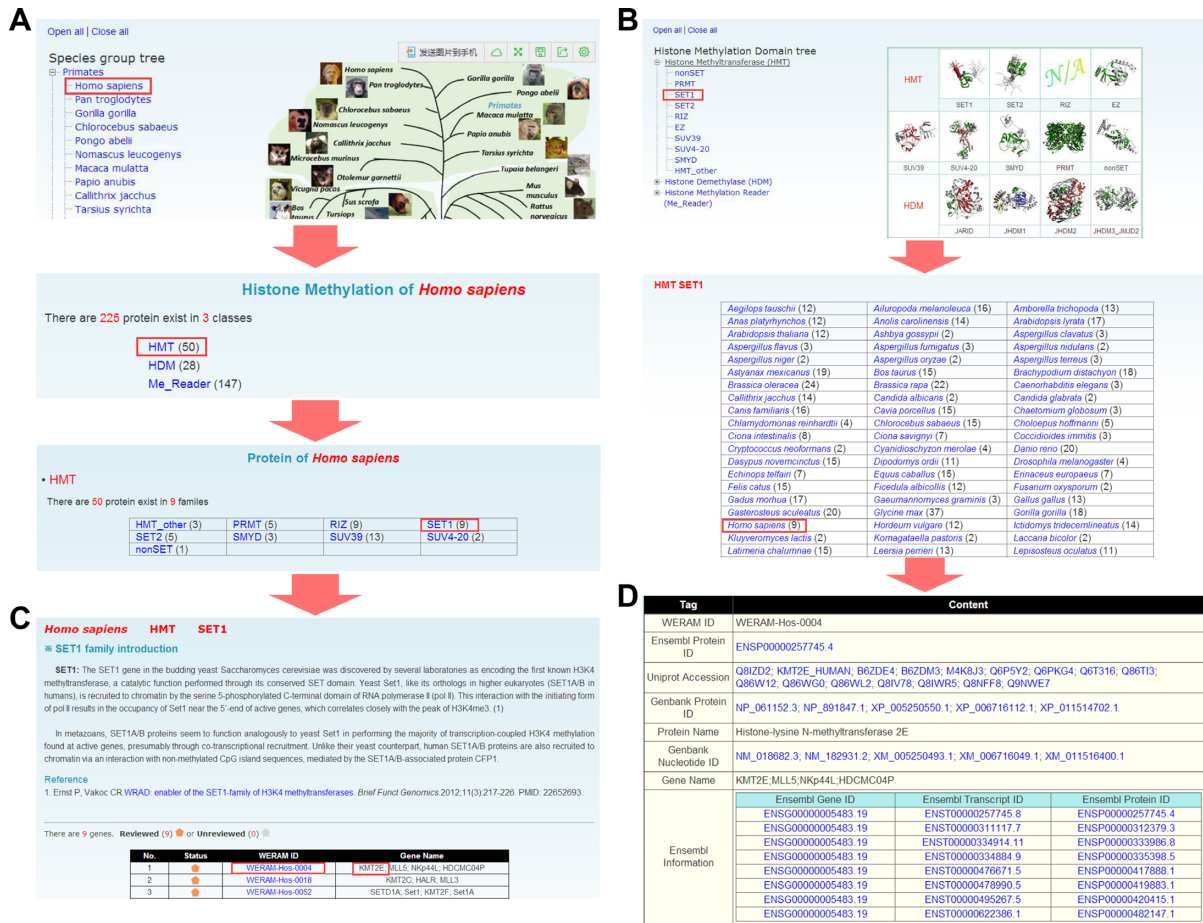 A
Open all | Close all
Species group tree
Primates
Homo sapiens
Pan troglodytes
Gorilla gorilla
Chlorocebus sabaeus
Pongo abelii
Nomascus leucogenys
Macaca mulatta
Papio anubis
Callithrix jacchus
Tarsius syrichta
发送图片到手机
Homo sapiens
Pan troglodytes
Chlorocebus sabaeus
Nomascus leucogenys
Callithrix jacchus
Microcebus murinus
Otolemur garnettii
Vicugna pacos
Sus scrofa
Bos taurus
Tursiops
Gorilla gorilla
Pongo abelii
Primates
Macaca mulatta
Papio anubis
Tarsius syrichta
Tupaia belangeri
Mus musculus
Rattus norvegicus
Histone Methylation of Homo sapiens
There are 225 protein exist in 3 classes
HMT (50)
HDM (28)
Me_Reader (147)
Protein of Homo sapiens
• HMT
There are 50 protein exist in 9 familes
HMT_other (3) PRMT (5) RIZ (9) SET1 (9)
SET2 (5) SMYD (3) SUV39 (13) SUV4-20 (2)
nonSET (1)
B
Open all | Close all
Histone Methylation Domain tree
Histone Methyltransferase (HMT)
nonSET
PRMT
SET1
SET2
RIZ
EZ
SUV39
SUV4-20
SMYD
HMT_other
Histone Demethylase (HDM)
Histone Methylation Reader
(Me_Reader)
HMT
N/A
SET1 SET2 RIZ EZ
SUV39 SUV4-20 SMYD PRMT nonSET
HDM
JARID JHDM1 JHDM2 JHDM3_JMJD2
HMT SET1
Aegilops tauschii (12) Ailuropoda melanoleuca (16) Amborella trichopoda (13)
Anas platyrhynchos (12) Anolis carolinensis (14) Arabidopsis lyrata (17)
Arabidopsis thaliana (12) Ashbya gossypii (2) Aspergillus clavatus (3)
Aspergillus flavus (3) Aspergillus fumigatus (3) Aspergillus nidulans (2)
Aspergillus niger (2) Aspergillus oryzae (2) Aspergillus terreus (3)
Astyanax mexicanus (19) Bos taurus (15) Brachypodium distachyon (18)
Brassica oleracea (24) Brassica rapa (22) Caenorhabditis elegans (3)
Callithrix jacchus (14) Candida albicans (2) Candida glabrata (2)
Canis familiaris (16) Cavia porcellus (15) Chaetomium globosum (3)
Chlamydomonas reinhardtii (4) Chlorocebus sabaeus (15) Choloepus hoffmanni (5)
Ciona intestinalis (8) Ciona savignyi (7) Coccidioides immitis (3)
Cryptococcus neoformans (2) Cyanidioschyzon merolae (4) Danio rerio (20)
Dasypus novemcinctus (15) Dipodomys ordii (11) Drosophila melanogaster (4)
Echinops telfairi (7) Equus caballus (15) Erinaceus europaeus (7)
Felis catus (15) Ficedula albicollis (12) Fusarium oxysporum (2)
Gadus morhua (17) Gaeumannomyces graminis (3) Gallus gallus (13)
Gasterosteus aculeatus (20) Glycine max (37) Gorilla gorilla (18)
Homo sapiens (9) Hordeum vulgare (12) Ictidomys tridecemlineatus (14)
Kluyveromyces lactis (2) Komagataella pastoris (2) Laccaria bicolor (2)
Latimeria chalumnae (15) Leersia perrieri (13) Lepisosteus oculatus (11)
C
Homo sapiens HMT SET1
※ SET1 family introduction
SET1: The SET1 gene in the budding yeast Saccharomyces cerevisiae was discovered by several laboratories as encoding the first known H3K4
methyltransferase, a catalytic function performed through its conserved SET domain. Yeast Set1, like its orthologs in higher eukaryotes (SET1A/B in
humans), is recruited to chromatin by the serine 5-phosphorylated C-terminal domain of RNA polymerase II (pol II). This interaction with the initiating form
of pol II results in the occupancy of Set1 near the 5'-end of active genes, which correlates closely with the peak of H3K4me3. (1)
In metazoans, SET1A/B proteins seem to function analogously to yeast Set1 in performing the majority of transcription-coupled H3K4 methylation
found at active genes, presumably through co-transcriptional recruitment. Unlike their yeast counterpart, human SET1A/B proteins are also recruited to
chromatin via an interaction with non-methylated CpG island sequences, mediated by the SET1A/B-associated protein CFP1.
Reference
1. Ernst P, Vakoc CR.WRAD: enabler of the SET1-family of H3K4 methyltransferases. Brief Funct Genomics.2012;11(3):217-226. PMID: 22652693.
There are 9 genes. Reviewed (9) or Unreviewed (0)
No. Status WERAM ID Gene Name
1 WERAM-Hos-0004 KMT2E; MLL5; NKp44L; HDCMC04P
2 WERAM-Hos-0018 KMT2C; HALR; MLL3
3 WERAM-Hos-0052 SETD1A; Set1; KMT2F; Set1A
D
Tag Content
WERAM ID WERAM-Hos-0004
Ensembl Protein ID ENSP00000257745.4
Uniprot Accession Q8IZD2; KMT2E_HUMAN; B6ZDE4; B6ZDM3; M4K8J3; Q6P5Y2; Q6PKG4; Q6T316; Q86TI3;
Q86W12; Q86WG0; Q86WL2; Q8IV78; Q8IWR5; Q8NFF8; Q9NWE7
Genbank Protein ID NP_061152.3; NP_891847.1; XP_005250550.1; XP_006716112.1; XP_011514702.1
Protein Name Histone-lysine N-methyltransferase 2E
Genbank Nucleotide ID NM_018682.3; NM_182931.2; XM_005250493.1; XM_006716049.1; XM_011516400.1
Gene Name KMT2E;MLL5;NKp44L;HDCMC04P
Ensembl Information
Ensembl Gene ID Ensembl Transcript ID Ensembl Protein ID
ENSG00000005483.19 ENST00000257745.8 ENSP00000257745.4
ENSG00000005483.19 ENST00000311117.7 ENSP00000312379.3
ENSG00000005483.19 ENST00000334914.11 ENSP00000333986.8
ENSG00000005483.19 ENST00000334884.9 ENSP00000335398.5
ENSG00000005483.19 ENST00000476671.5 ENSP00000417888.1
ENSG00000005483.19 ENST00000478990.5 ENSP00000419883.1
ENSG00000005483.19 ENST00000495267.5 ENSP00000420415.1
ENSG00000005483.19 ENST00000622386.1 ENSP00000482147.1